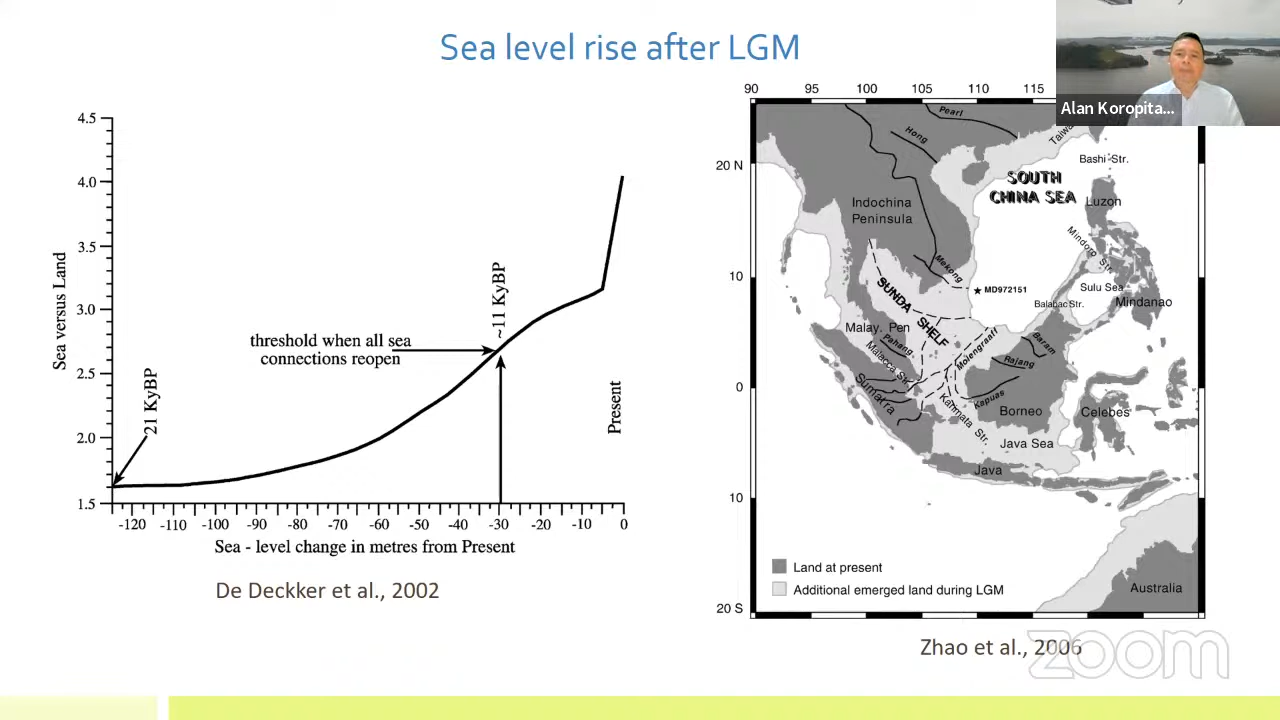 Sea level rise after LGM
Alan Koropita...
4.5
4.0
3.5
3.0
2.5
2.0
1.5
Sea versus Land
21 KyBP
threshold when all sea
connections reopen
~11 KyBP
Present
-120 -110 -100 -90 -80 -70 -60 -50 -40 -30 -20 -10 0
Sea - level change in metres from Present
De Deckker et al., 2002
90 95 100 105 110 115
20 N
10
0
10
20 S
Pearl
Hong
Bashi-Str.
SOUTH
CHINA SEA
Luzon
Indochina
Peninsula
Mindoro Str.
Mekong
MD972151
Sulu Sea
Balabac Str.
Mindanao
SUNDA SHELF
Malay. Pen
Pahang
Malacca Str.
Molengraaff
Baram
Rajang
Kapuas
Sumatra
Karimata Str.
Borneo
Celebes
Java Sea
Java
Land at present
Additional emerged land during LGM
Australia
Zhao et al., 2006
zoom